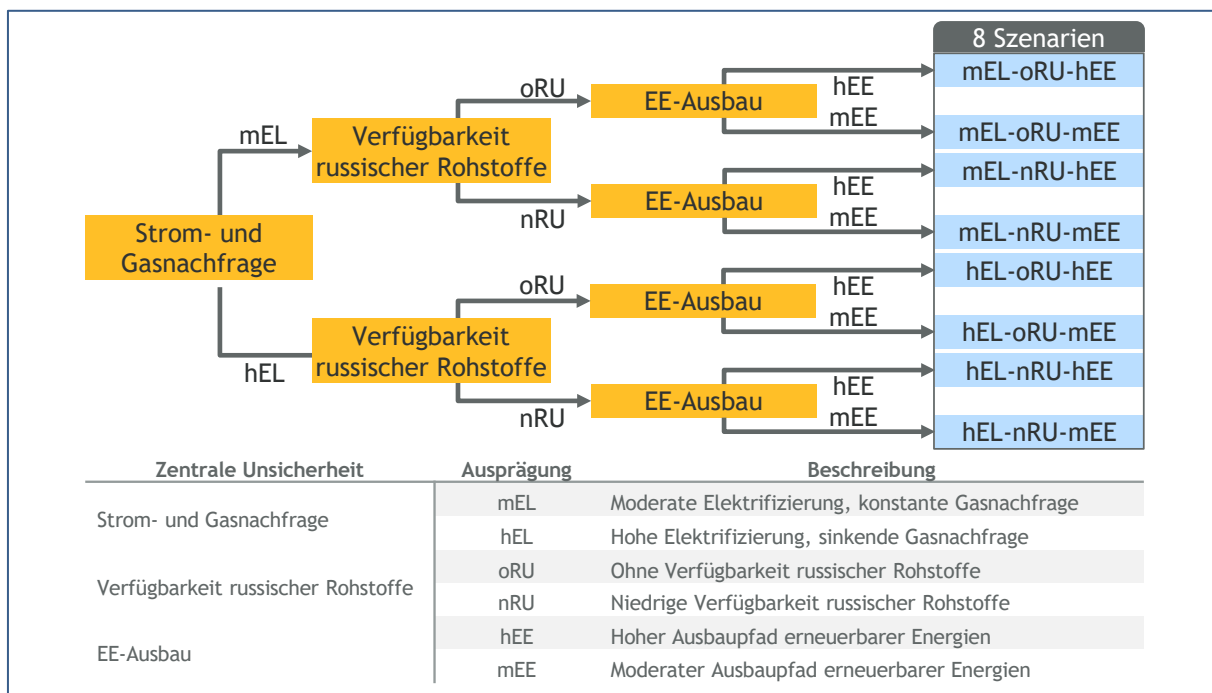 8 Szenarien
mEL-oRU-hEE
oRU
EE-Ausbau
hEE
mEE
mEL-oRU-mEE
mEL
Verfügbarkeit
russischer Rohstoffe
mEL-nRU-hEE
nRU
EE-Ausbau
hEE
mEE
mEL-nRU-mEE
Strom- und
Gasnachfrage
hEL-oRU-hEE
oRU
EE-Ausbau
hEE
mEE
hEL-oRU-mEE
hEL
Verfügbarkeit
russischer Rohstoffe
hEL-nRU-hEE
nRU
EE-Ausbau
hEE
mEE
hEL-nRU-mEE
Zentrale Unsicherheit Ausprägung Beschreibung
Strom- und Gasnachfrage
mEL Moderate Elektrifizierung, konstante Gasnachfrage
hEL Hohe Elektrifizierung, sinkende Gasnachfrage
Verfügbarkeit russischer Rohstoffe
oRU Ohne Verfügbarkeit russischer Rohstoffe
nRU Niedrige Verfügbarkeit russischer Rohstoffe
EE-Ausbau
hEE Hoher Ausbaupfad erneuerbarer Energien
mEE Moderater Ausbaupfad erneuerbarer Energien